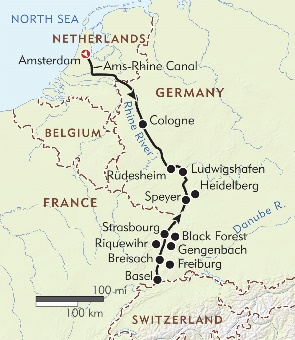 NORTH SEA
NETHERLANDS
Amsterdam
Ams-Rhine Canal
GERMANY
Rhine River
Cologne
BELGIUM
Rüdesheim
Ludwigshafen
Heidelberg
Speyer
FRANCE
Danube R.
Strasbourg
Black Forest
Riquewihr
Gengenbach
Breisach
Freiburg
Basel
100 mi
100 km
SWITZERLAND